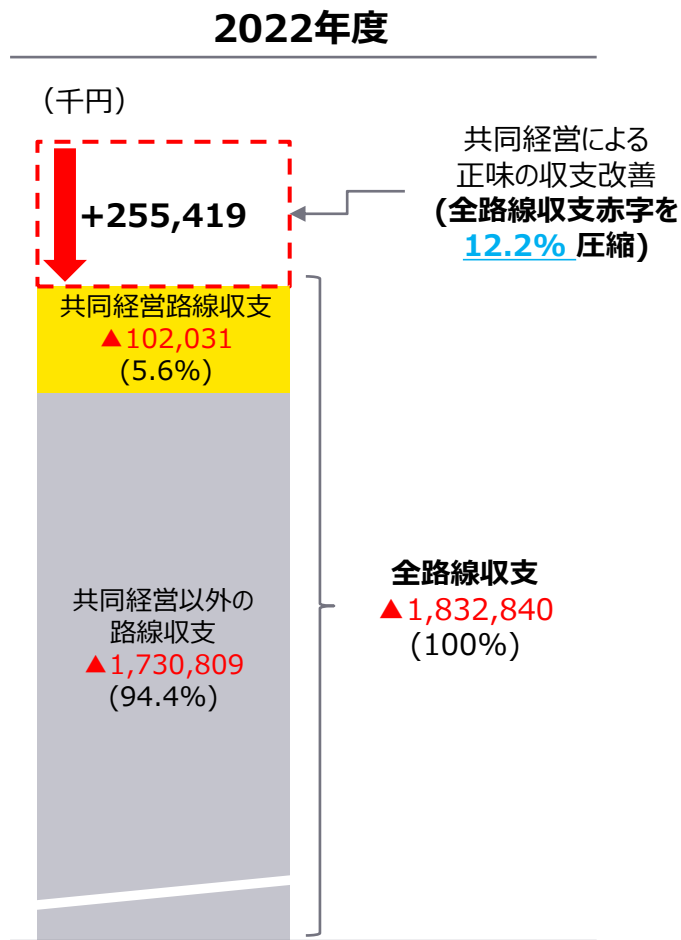 2022年度
（千円）
+255,419
共同経営による
正味の収支改善
(全路線収支赤字を
12.2% 圧縮)
共同経営路線収支
▲102,031
(5.6%)
共同経営以外の
路線収支
▲1,730,809
(94.4%)
全路線収支
▲1,832,840
(100%)